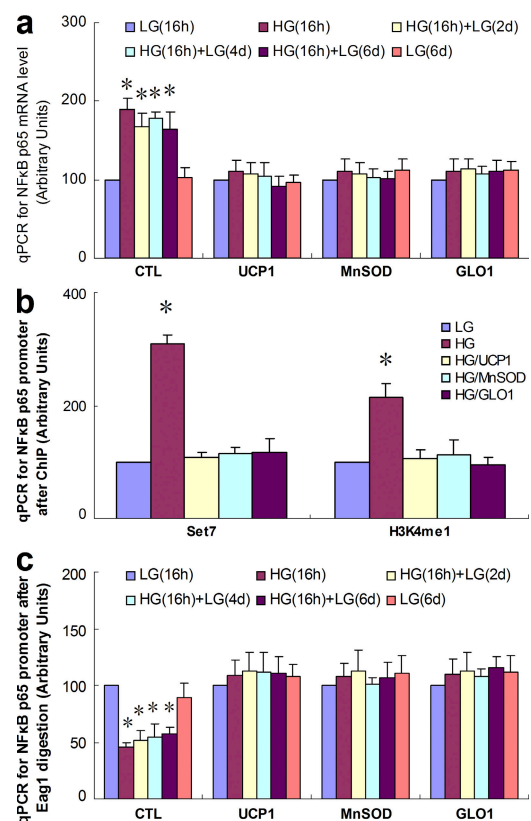 a
LG(16h) HG(16h) HG(16h)+LG(2d)
HG(16h)+LG(4d) HG(16h)+LG(6d) LG(6d)
qPCR for NFκB p65 mRNA level
(Arbitrary Units)
300
200
100
0
* * * *
CTL UCP1 MnSOD GLO1
b
qPCR for NFκB p65 promoter
after ChIP (Arbitrary Units)
400
200
0
*
*
LG
HG
HG/UCP1
HG/MnSOD
HG/GLO1
Set7 H3K4me1
c
LG(16h) HG(16h) HG(16h)+LG(2d)
HG(16h)+LG(4d) HG(16h)+LG(6d) LG(6d)
qPCR for NFκB p65 promoter after
Eag1 digestion (Arbitrary Units)
200
150
100
50
0
* * * *
CTL UCP1 MnSOD GLO1